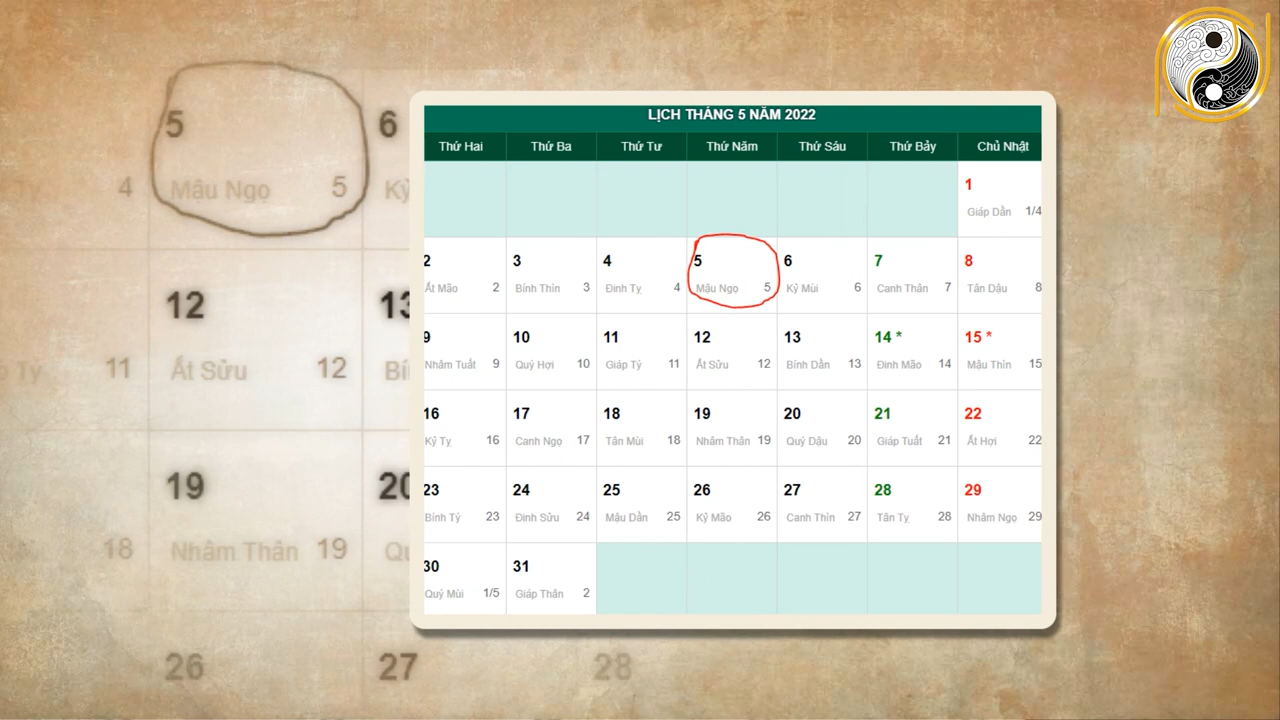 LỊCH THÁNG 5 NĂM 2022
Thứ Hai Thứ Ba Thứ Tư Thứ Năm Thứ Sáu Thứ Bảy Chủ Nhật
1
Giáp Dần 1/4
2 3 4 5 6 7 8
Ất Mão 2 Bính Thìn 3 Đinh Tỵ 4 Mậu Ngọ 5 Kỷ Mùi 6 Canh Thân 7 Tân Dậu 8
9 10 11 12 13 14 * 15 *
Nhâm Tuất 9 Quý Hợi 10 Giáp Tý 11 Ất Sửu 12 Bính Dần 13 Đinh Mão 14 Mậu Thìn 15
16 17 18 19 20 21 22
Kỷ Tỵ 16 Canh Ngọ 17 Tân Mùi 18 Nhâm Thân 19 Quý Dậu 20 Giáp Tuất 21 Ất Hợi 22
23 24 25 26 27 28 29
Bính Tý 23 Đinh Sửu 24 Mậu Dần 25 Kỷ Mão 26 Canh Thìn 27 Tân Tỵ 28 Nhâm Ngọ 29
30 31
Quý Mùi 1/5 Giáp Thân 2
5 6
Tỵ 4 Mậu Ngọ 5 Kỷ
12 13
11 Ất Sửu 12
19 20
18 Nhâm Thân 19
26 27 28